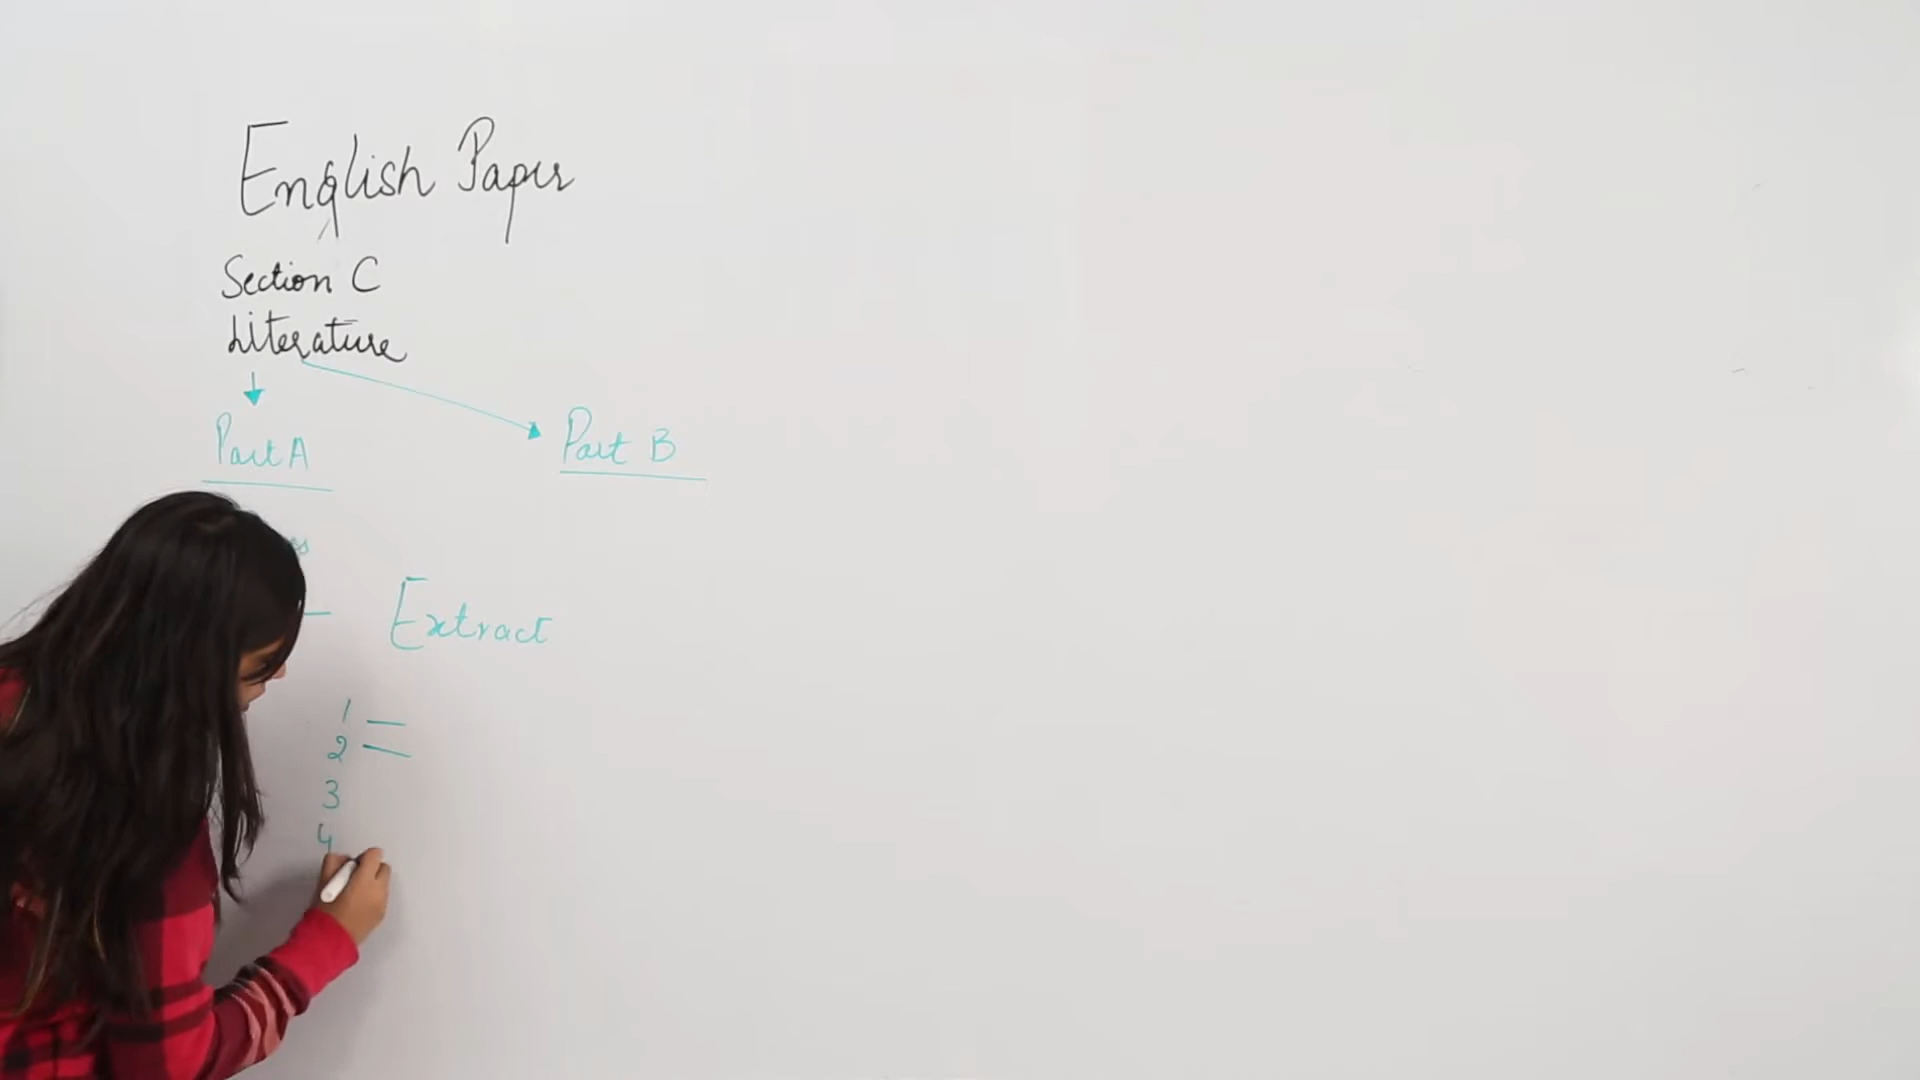 English Paper
Section C
Literature
Part A
Part B
Extract
1
2
3
4